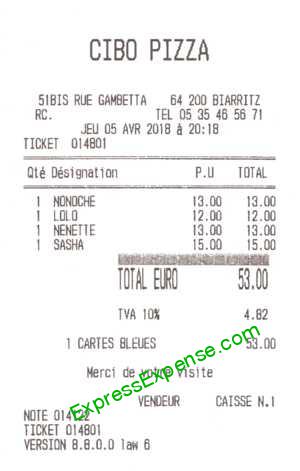 CIBO PIZZA
51BIS RUE GAMBETTA 64 200 BIARRITZ
RC. TEL 05 35 46 56 71
JEU 05 AVR 2018 à 20:18
TICKET 014801
Qté Désignation P.U TOTAL
1 NONOCHE 13.00 13.00
1 LOLO 12.00 12.00
1 NENETTE 13.00 13.00
1 SASHA 15.00 15.00
TOTAL EURO 53.00
TVA 10% 4.82
1 CARTES BLEUES 53.00
Merci de votre visite
ExpressExpense.com
VENDEUR CAISSE N.1
NOTE 014122
TICKET 014801
VERSION 8.8.0.0 law 6